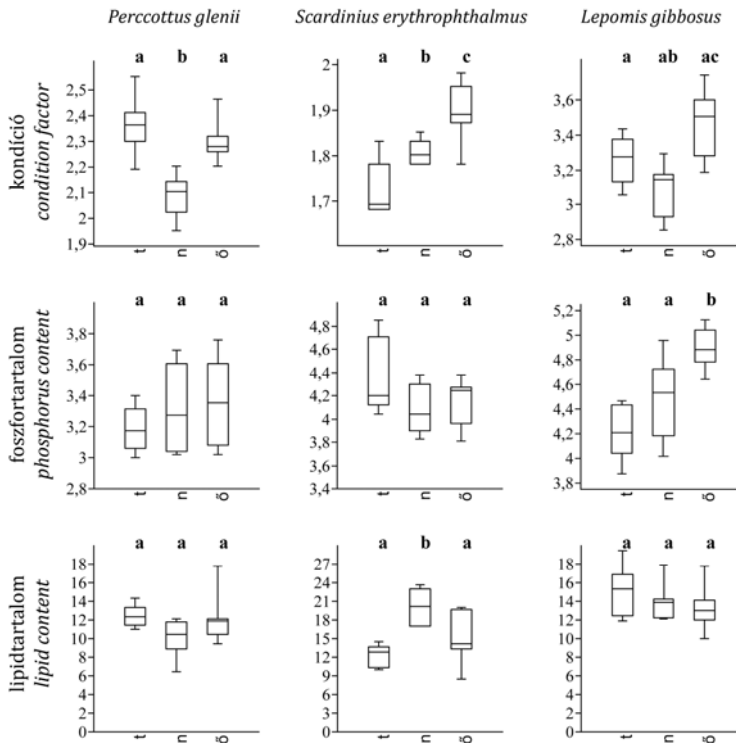 Perccottus glenii Scardinius erythrophthalmus Lepomis gibbosus
kondíció
condition factor
a b a
2,5
2,4
2,3
2,2
2,1
2
1,9
t n ő
a b c
2
1,9
1,8
1,7
t n ő
a ab ac
3,6
3,4
3,2
3
2,8
t n ő
foszfortartalom
phosphorus content
a a a
3,8
3,6
3,4
3,2
3
2,8
t n ő
a a a
4,8
4,6
4,4
4,2
4
3,8
3,6
3,4
t n ő
a a b
5,2
5
4,8
4,6
4,4
4,2
4
3,8
t n ő
lipidtartalom
lipid content
a a a
18
16
14
12
10
8
6
4
2
0
t n ő
a b a
27
24
21
18
15
12
9
6
3
0
t n ő
a a a
18
16
14
12
10
8
6
4
2
0
t n ő